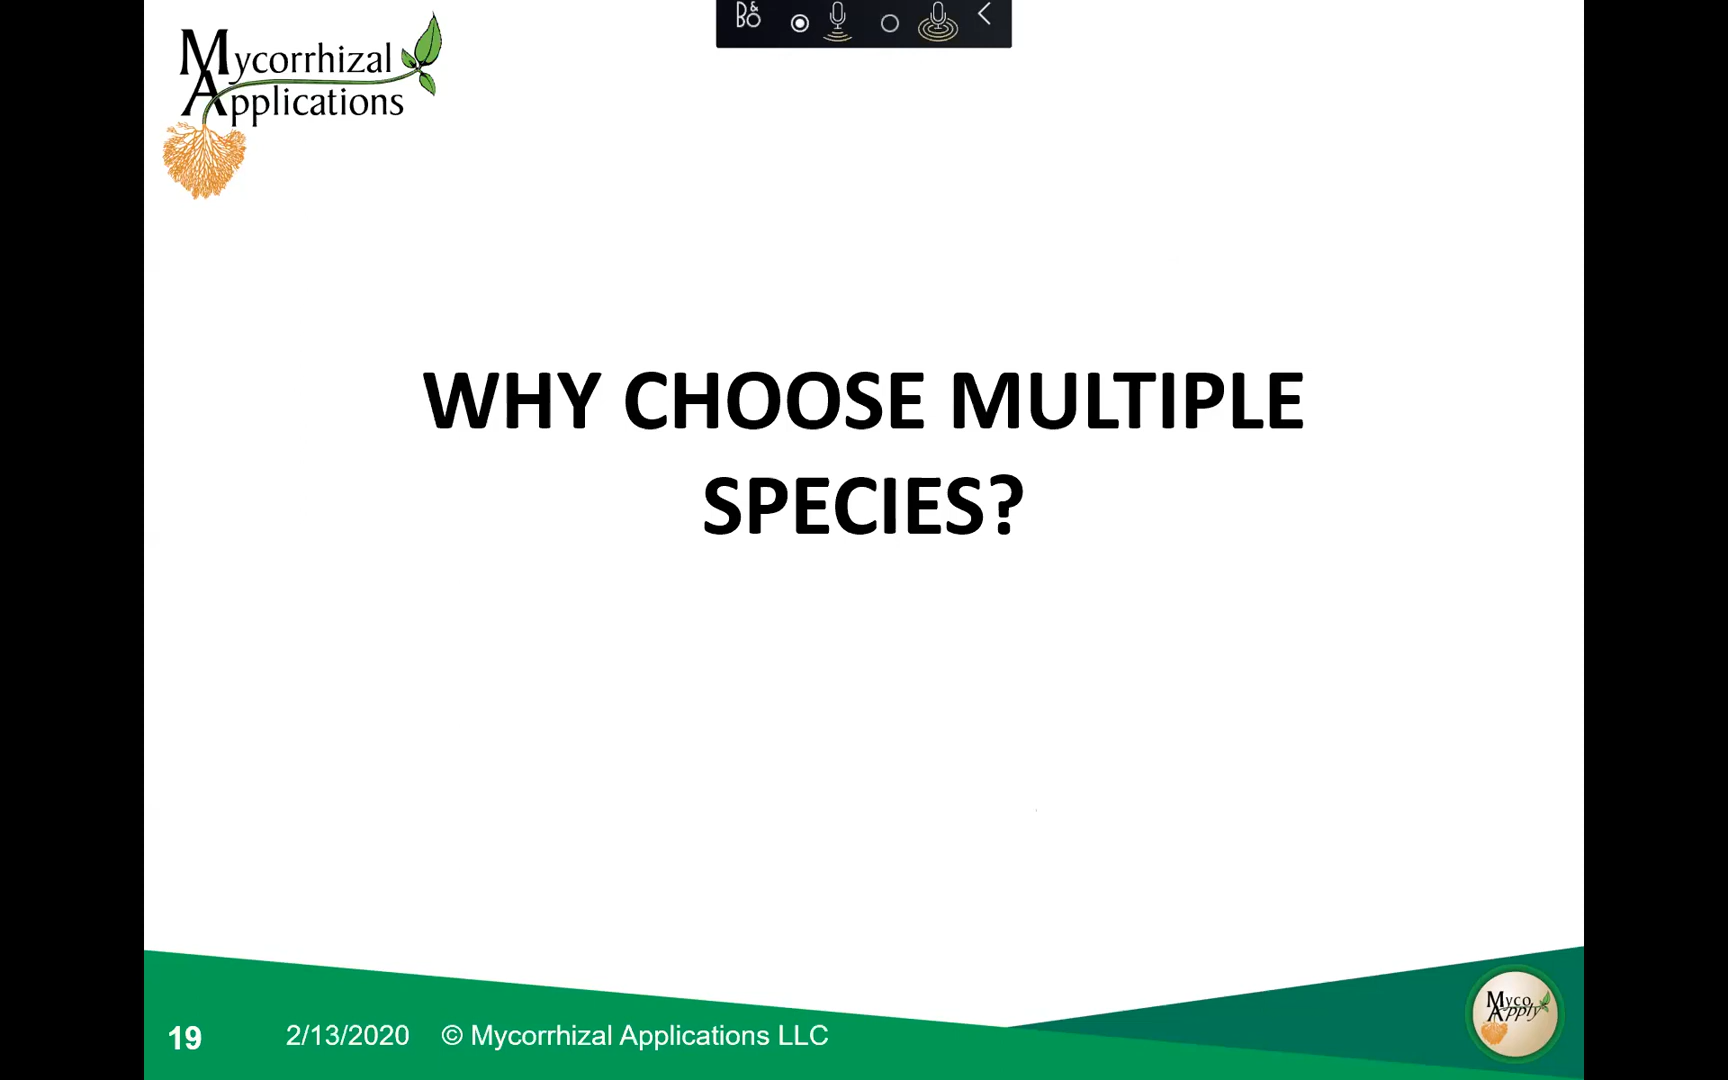 B&O
Mycorrhizal
Applications
WHY CHOOSE MULTIPLE
SPECIES?
19 2/13/2020 © Mycorrhizal Applications LLC
Myco
Apply